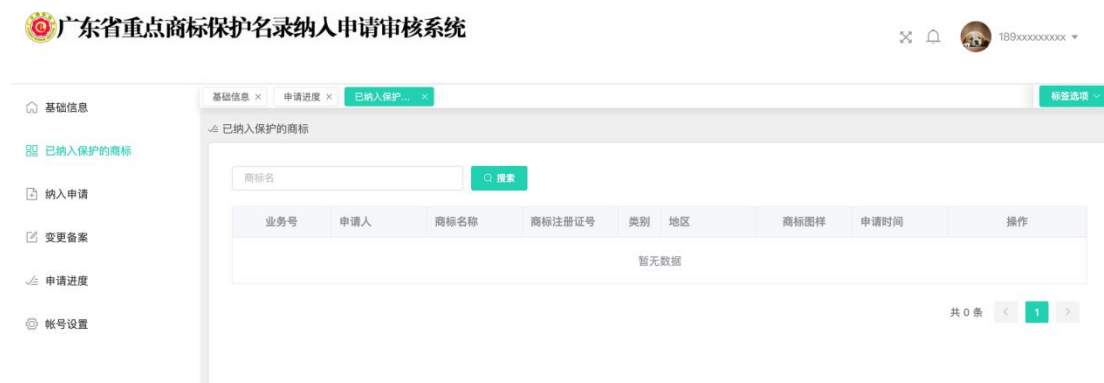 广东省重点商标保护名录纳入申请审核系统
189xxxxxxxxx
基础信息
已纳入保护的商标
纳入申请
变更备案
申请进度
帐号设置
基础信息 × 申请进度 × 已纳入保护... × 标签选项
已纳入保护的商标
商标名 搜索
业务号 申请人 商标名称 商标注册证号 类别 地区 商标图样 申请时间 操作
暂无数据
共 0 条 < 1 >